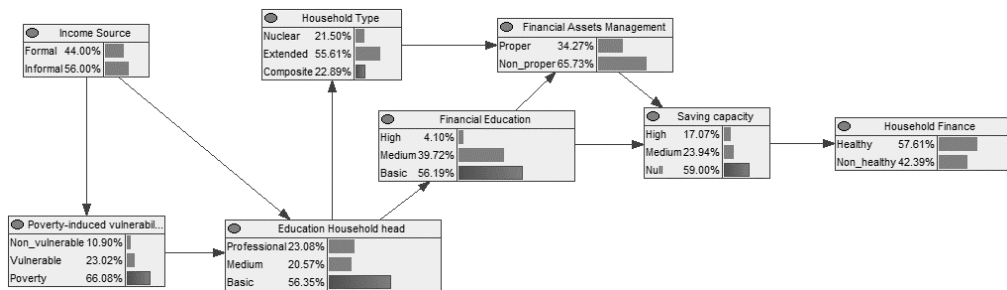 Income Source
Formal 44.00%
Informal 56.00%
Household Type
Nuclear 21.50%
Extended 55.61%
Composite 22.89%
Financial Assets Management
Proper 34.27%
Non_proper 65.73%
Financial Education
High 4.10%
Medium 39.72%
Basic 56.19%
Saving capacity
High 17.07%
Medium 23.94%
Null 59.00%
Household Finance
Healthy 57.61%
Non_healthy 42.39%
Poverty-induced vulnerabil...
Non_vulnerable 10.90%
Vulnerable 23.02%
Poverty 66.08%
Education Household head
Professional 23.08%
Medium 20.57%
Basic 56.35%